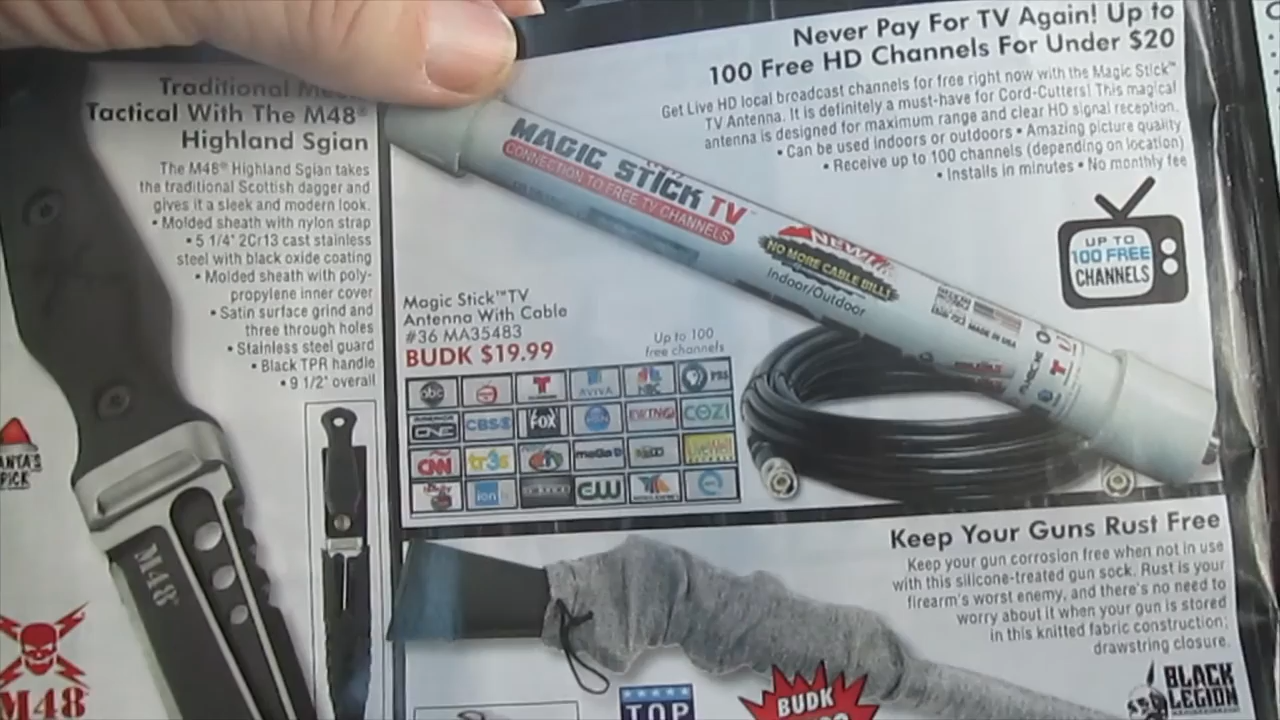 Traditional
Tactical With The M48®
Highland Sgian
The M48® Highland Sgian takes
the traditional Scottish dagger and
gives it a sleek and modern look.
• Molded sheath with nylon strap
• 5 1/4" 2Cr13 cast stainless
steel with black oxide coating
• Molded sheath with poly-
propylene inner cover
• Satin surface grind and
three through holes
• Stainless steel guard
• Black TPR handle
• 9 1/2" overall
PICK
M48
M48
Never Pay For TV Again! Up to
100 Free HD Channels For Under $20
Get Live HD local broadcast channels for free right now with the Magic Stick™
TV Antenna. It is definitely a must-have for Cord-Cutters! This magical
antenna is designed for maximum range and clear HD signal reception.
• Can be used indoors or outdoors • Amazing picture quality
• Receive up to 100 channels (depending on location)
• Installs in minutes • No monthly fee
MAGIC STICK TV™
CONNECTION TO FREE TV CHANNELS
NEW!
NO MORE CABLE BILL!
Indoor/Outdoor
MADE IN USA
UP TO
100 FREE
CHANNELS
Magic Stick™TV
Antenna With Cable
#36 MA35483
BUDK $19.99
Up to 100
free channels
abc NBC PBS
ONE CBS FOX EWTN COZI
CNN
ion CW
Keep Your Guns Rust Free
Keep your gun corrosion free when not in use
with this silicone-treated gun sock. Rust is your
firearm's worst enemy, and there's no need to
worry about it when your gun is stored
in this knitted fabric construction;
drawstring closure.
BLACK
LEGION
TOP
BUDK